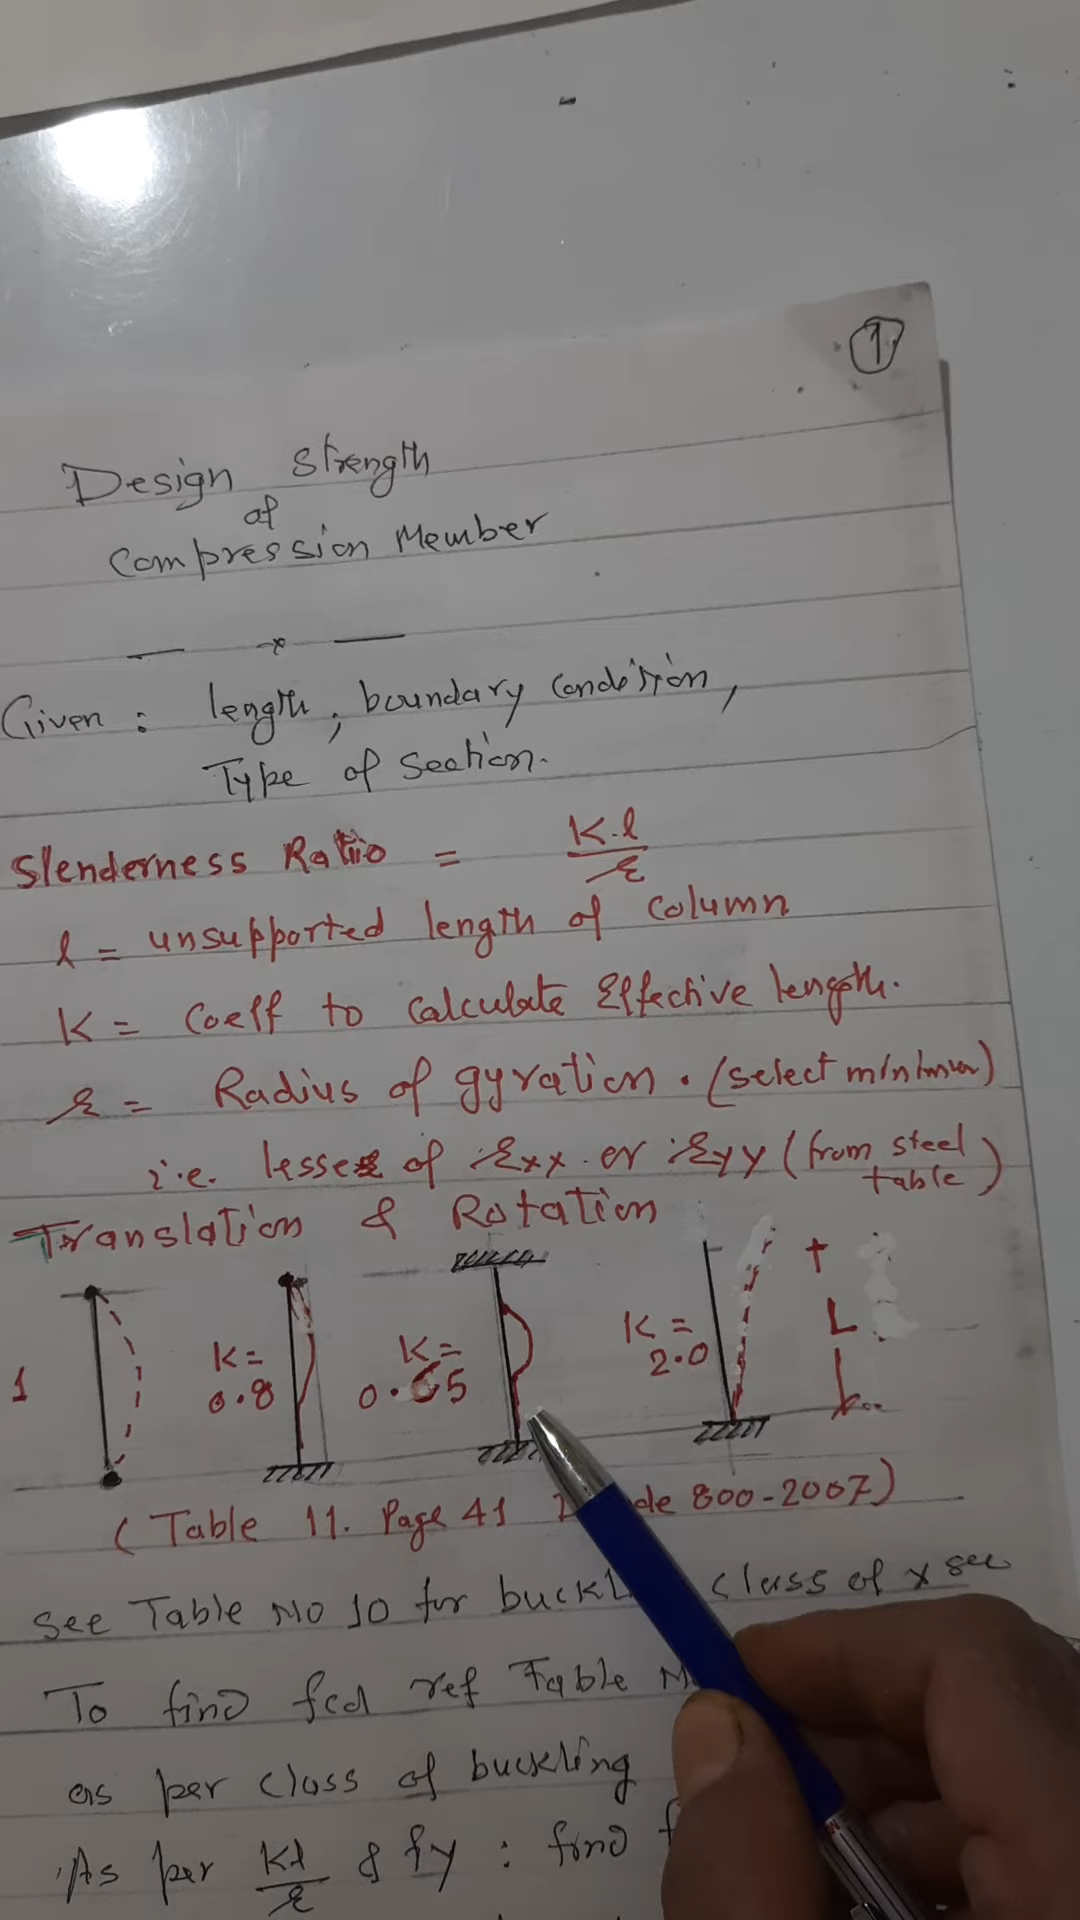 1
Design Strength
of
Compression Member
— × —
Given : length, boundary condition,
Type of section.
Slenderness Ratio = K.l / r
l = unsupported length of column
K = Coeff to calculate Effective length.
r = Radius of gyration. (select minimum)
i.e. lesser of rxx or ryy (from steel table)
Translation & Rotation
1
K = 0.8
K = 0.65
K = 2.0
+
L
(Table 11. Page 41 de 800-2007)
see Table No 10 for buckl class of x sec
To find fcd ref Table
as per class of buckling
As per Kl / r & fy : find